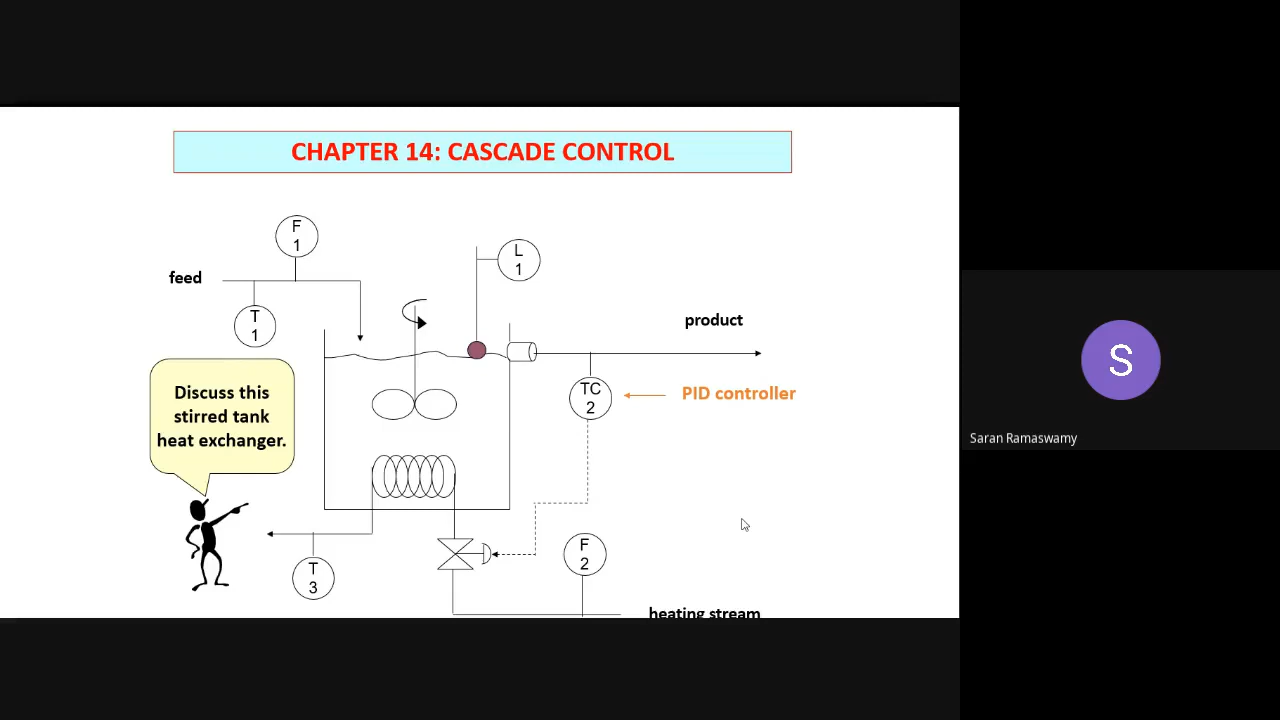 CHAPTER 14: CASCADE CONTROL
F
1
L
1
feed
T
1
product
Discuss this
stirred tank
heat exchanger.
TC
2
PID controller
F
2
T
3
heating stream
S
Saran Ramaswamy